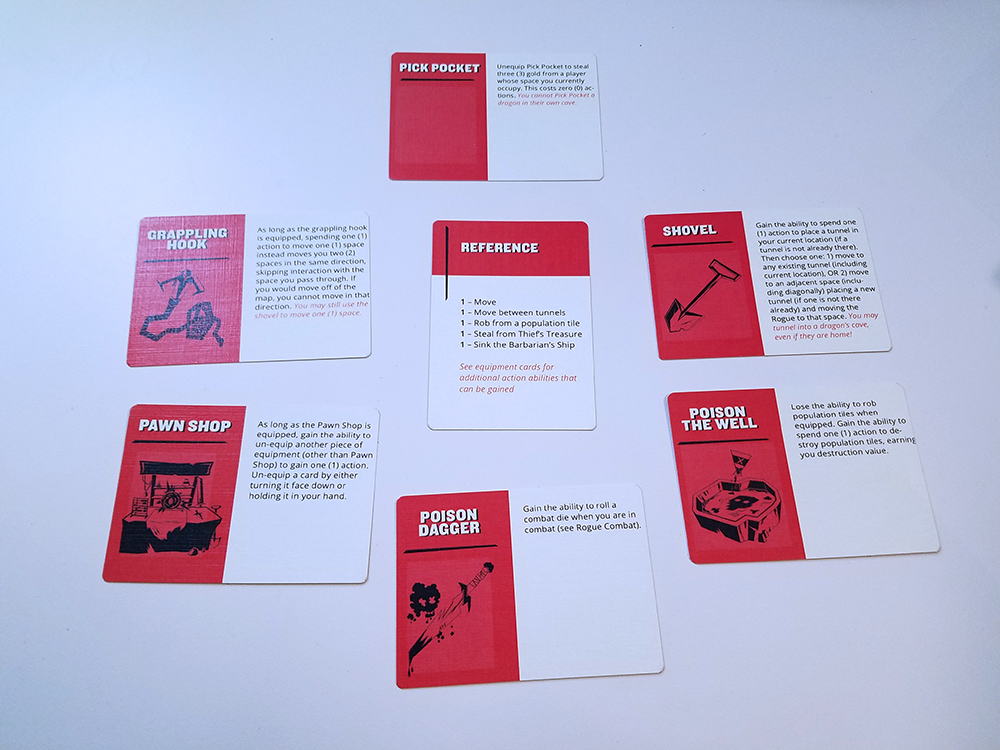 PICK POCKET
Unequip Pick Pocket to steal
three (3) gold from a player
whose space you currently
occupy. This costs zero (0) ac-
tions. You cannot Pick Pocket a
dragon in their own cave.
GRAPPLING
HOOK
As long as the grappling hook
is equipped, spending one (1)
action to move one (1) space
instead moves you two (2)
spaces in the same direction,
skipping interaction with the
space you pass through. If
you would move off of the
map, you cannot move in that
direction. You may still use the
shovel to move one (1) space.
REFERENCE
1 – Move
1 – Move between tunnels
1 – Rob from a population tile
1 – Steal from Thief's Treasure
1 – Sink the Barbarian's Ship
See equipment cards for
additional action abilities that
can be gained
SHOVEL
Gain the ability to spend one
(1) action to place a tunnel in
your current location (if a
tunnel is not already there).
Then choose one: 1) move to
any existing tunnel (including
current location), OR 2) move
to an adjacent space (inclu-
ding diagonally) placing a new
tunnel (if one is not there
already) and moving the
Rogue to that space. You may
tunnel into a dragon's cave,
even if they are home!
PAWN SHOP
As long as the Pawn Shop is
equipped, gain the ability to
un-equip another piece of
equipment (other than Pawn
Shop) to gain one (1) action.
Un-equip a card by either
turning it face down or
holding it in your hand.
POISON
DAGGER
Gain the ability to roll a
combat die when you are in
combat (see Rogue Combat).
POISON
THE WELL
Lose the ability to rob
population tiles when
equipped. Gain the ability to
spend one (1) action to de-
stroy population tiles, earning
you destruction value.